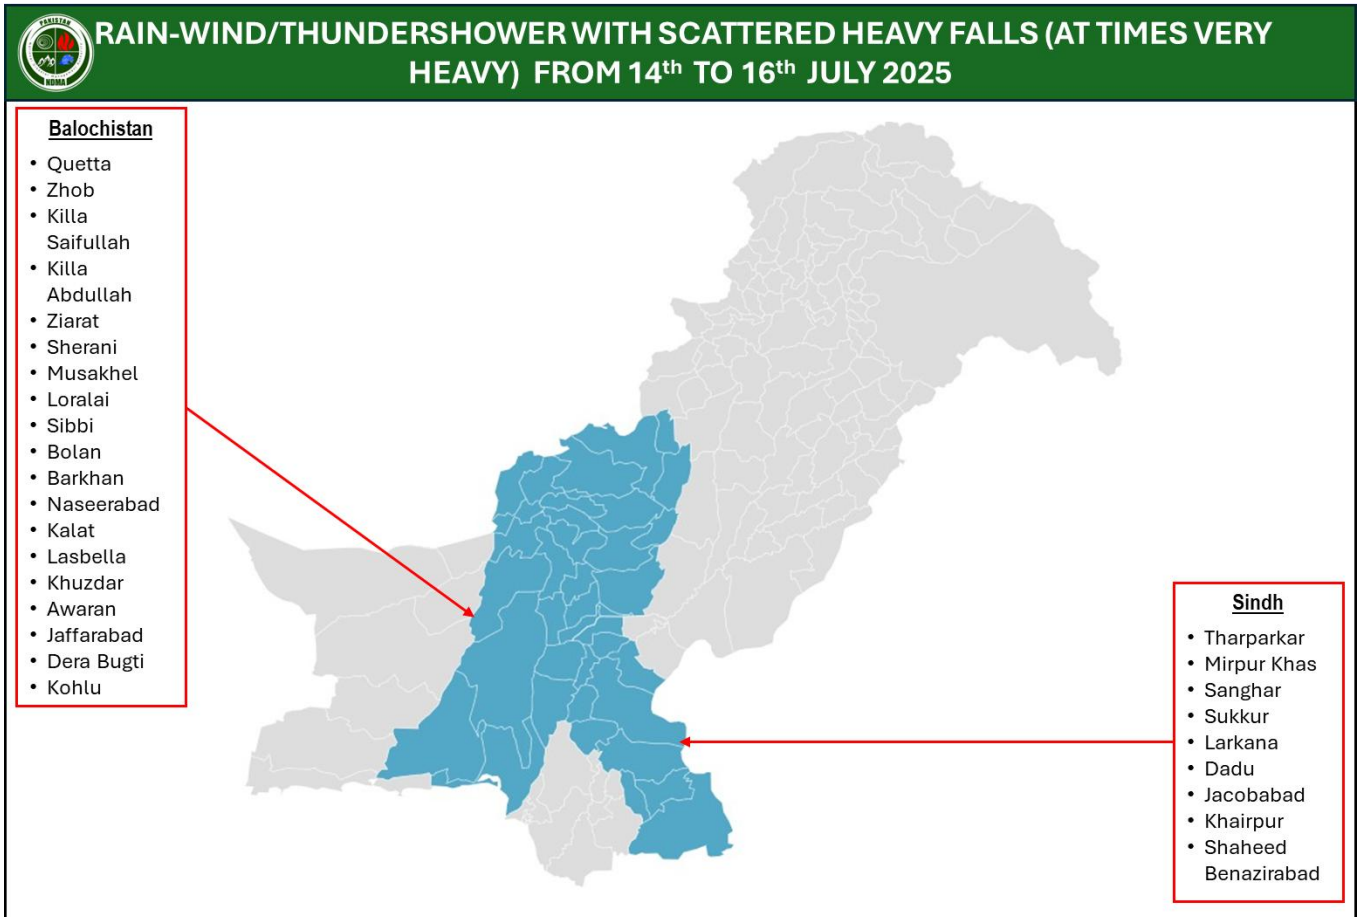 PAKISTAN
NDMA
RAIN-WIND/THUNDERSHOWER WITH SCATTERED HEAVY FALLS (AT TIMES VERY
HEAVY) FROM 14th TO 16th JULY 2025
Balochistan
• Quetta
• Zhob
• Killa
Saifullah
• Killa
Abdullah
• Ziarat
• Sherani
• Musakhel
• Loralai
• Sibbi
• Bolan
• Barkhan
• Naseerabad
• Kalat
• Lasbella
• Khuzdar
• Awaran
• Jaffarabad
• Dera Bugti
• Kohlu
Sindh
• Tharparkar
• Mirpur Khas
• Sanghar
• Sukkur
• Larkana
• Dadu
• Jacobabad
• Khairpur
• Shaheed
Benazirabad